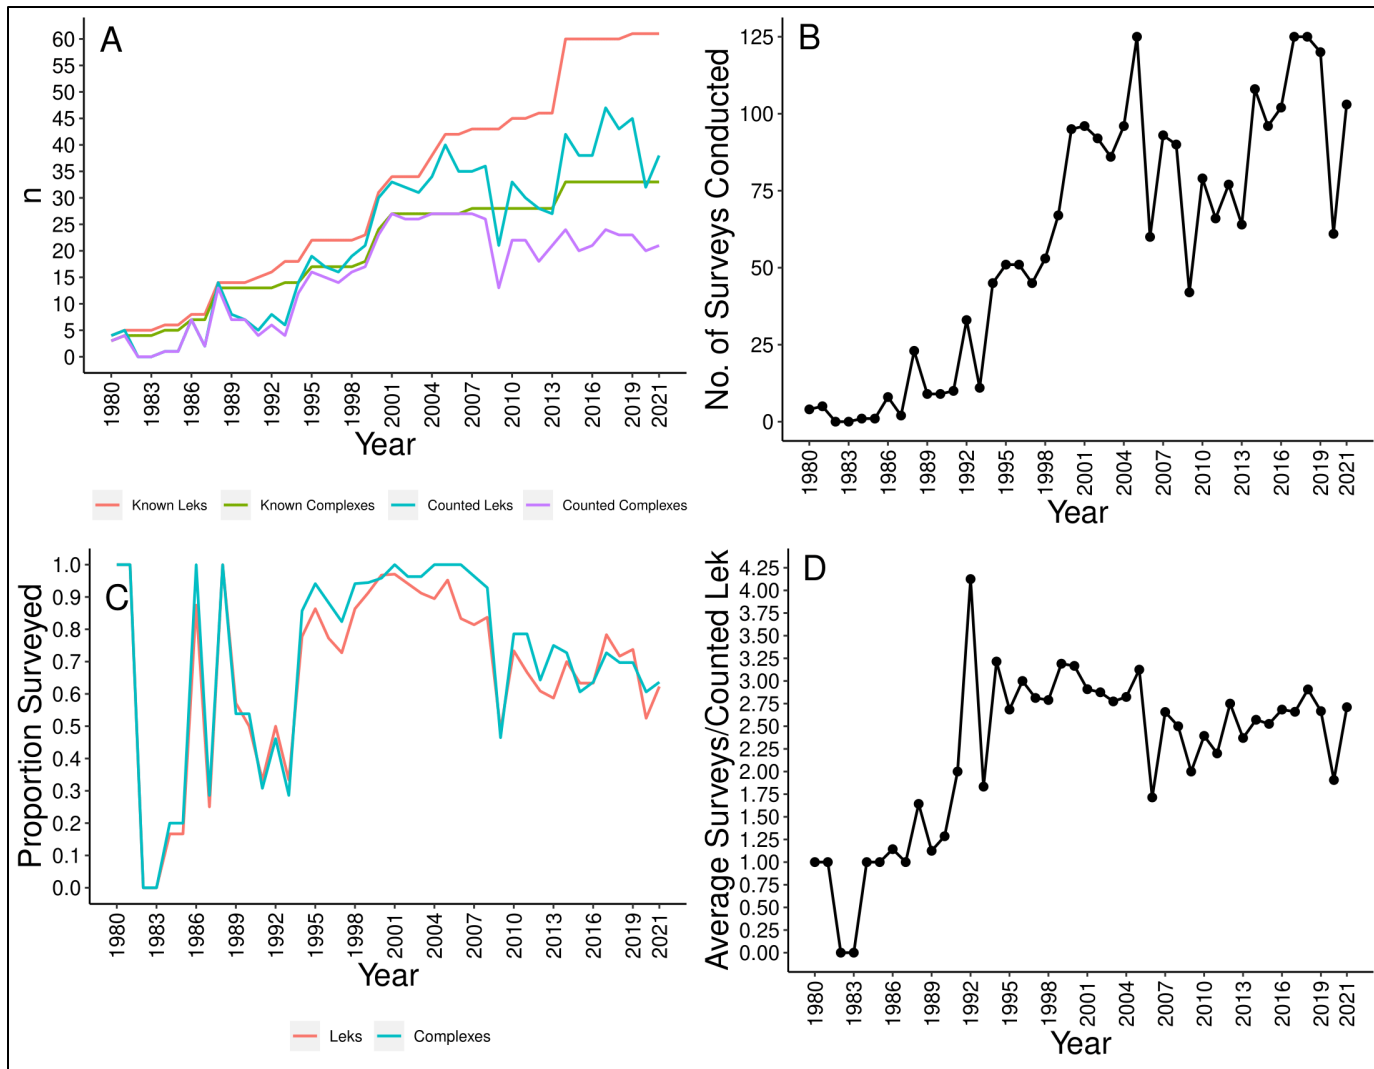 A
n
60
55
50
45
40
35
30
25
20
15
10
5
0
1980 1983 1986 1989 1992 1995 1998 2001 2004 2007 2010 2013 2016 2019 2021
Year
Known Leks Known Complexes Counted Leks Counted Complexes
B
No. of Surveys Conducted
125
100
75
50
25
0
1980 1983 1986 1989 1992 1995 1998 2001 2004 2007 2010 2013 2016 2019 2021
Year
C
Proportion Surveyed
1.0
0.9
0.8
0.7
0.6
0.5
0.4
0.3
0.2
0.1
0.0
1980 1983 1986 1989 1992 1995 1998 2001 2004 2007 2010 2013 2016 2019 2021
Year
Leks Complexes
D
Average Surveys/Counted Lek
4.25
4.00
3.75
3.50
3.25
3.00
2.75
2.50
2.25
2.00
1.75
1.50
1.25
1.00
0.75
0.50
0.25
0.00
1980 1983 1986 1989 1992 1995 1998 2001 2004 2007 2010 2013 2016 2019 2021
Year